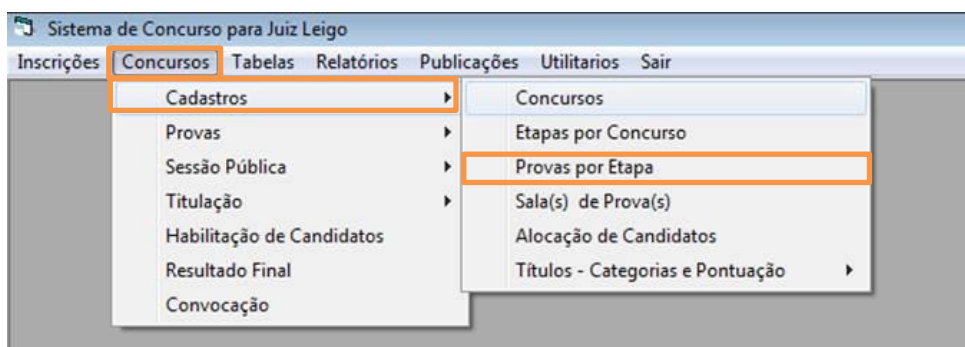 Sistema de Concurso para Juiz Leigo
Inscrições Concursos Tabelas Relatórios Publicações Utilitarios Sair
Cadastros
Provas
Sessão Pública
Titulação
Habilitação de Candidatos
Resultado Final
Convocação
Concursos
Etapas por Concurso
Provas por Etapa
Sala(s) de Prova(s)
Alocação de Candidatos
Títulos - Categorias e Pontuação